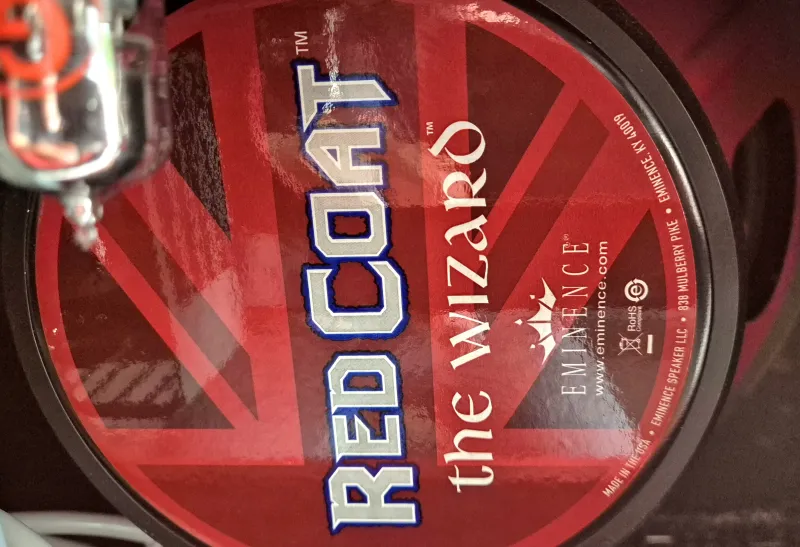 RED COAT™
the WIZARD™
EMINENCE®
www.eminence.com
RoHS
Compliant
MADE IN THE USA • EMINENCE SPEAKER LLC • 838 MULBERRY PIKE • EMINENCE, KY 40019